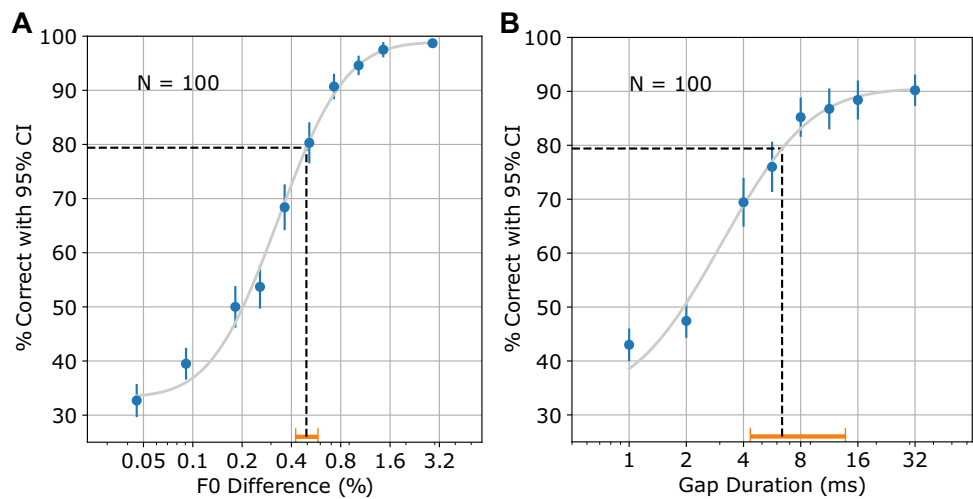 A
% Correct with 95% CI
100
90
80
70
60
50
40
30
N = 100
0.05 0.1 0.2 0.4 0.8 1.6 3.2
F0 Difference (%)
B
% Correct with 95% CI
100
90
80
70
60
50
40
30
N = 100
1 2 4 8 16 32
Gap Duration (ms)